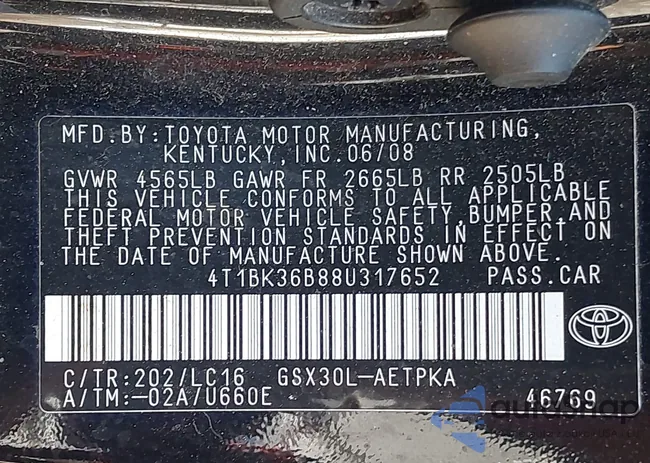 MFD. BY: TOYOTA MOTOR MANUFACTURING,
KENTUCKY, INC. 06/08
GVWR 4565LB GAWR FR 2665LB RR 2505LB
THIS VEHICLE CONFORMS TO ALL APPLICABLE
FEDERAL MOTOR VEHICLE SAFETY, BUMPER, AND
THEFT PREVENTION STANDARDS IN EFFECT ON
THE DATE OF MANUFACTURE SHOWN ABOVE.
4T1BK36B88U317652 PASS. CAR
C/TR: 202/LC16 GSX30L-AETPKA
A/TM: -02A/U660E 46769